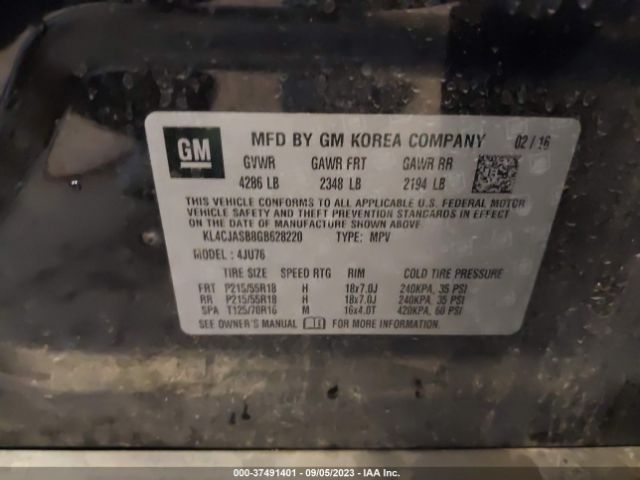 GM
MFD BY GM KOREA COMPANY 02/16
GVWR GAWR FRT GAWR RR
4286 LB 2348 LB 2194 LB
THIS VEHICLE CONFORMS TO ALL APPLICABLE U.S. FEDERAL MOTOR
VEHICLE SAFETY AND THEFT PREVENTION STANDARDS IN EFFECT
ON THE DATE OF MANUFACTURE SHOWN ABOVE.
KL4CJASB8GB628220 TYPE: MPV
MODEL: 4JU76
TIRE SIZE SPEED RTG RIM COLD TIRE PRESSURE
FRT P215/55R18 H 18x7.0J 240KPA, 35 PSI
RR P215/55R18 H 18x7.0J 240KPA, 35 PSI
SPA T125/70R16 M 16x4.0T 420KPA, 60 PSI
SEE OWNER'S MANUAL FOR MORE INFORMATION.
000-37491401 - 09/05/2023 - IAA Inc.